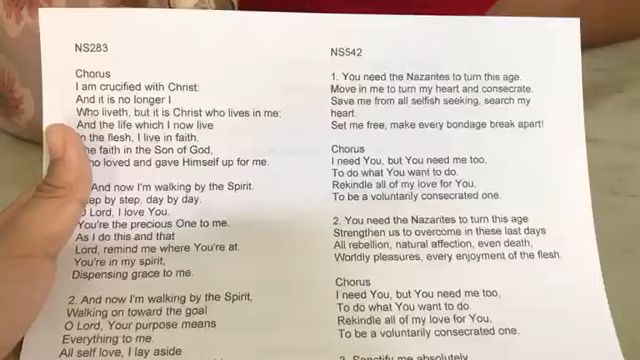 NS283
Chorus
I am crucified with Christ:
And it is no longer I
Who liveth, but it is Christ who lives in me;
And the life which I now live
the flesh, I live in faith,
faith in the Son of God,
loved and gave Himself up for me.
And now I'm walking by the Spirit.
by step, day by day.
Lord, I love You.
You're the precious One to me.
As I do this and that
Lord, remind me where You're at.
You're in my spirit,
Dispensing grace to me.
2. And now I'm walking by the Spirit,
Walking on toward the goal
O Lord, Your purpose means
Everything to me.
All self love, I lay aside
NS542
1. You need the Nazarites to turn this age.
Move in me to turn my heart and consecrate.
Save me from all selfish seeking, search my
heart.
Set me free, make every bondage break apart!
Chorus
I need You, but You need me too,
To do what You want to do.
Rekindle all of my love for You,
To be a voluntarily consecrated one.
2. You need the Nazarites to turn this age
Strengthen us to overcome in these last days
All rebellion, natural affection, even death,
Worldly pleasures, every enjoyment of the flesh.
Chorus
I need You, but You need me too,
To do what You want to do.
Rekindle all of my love for You,
To be a voluntarily consecrated one.
3. Sanctify me absolutely